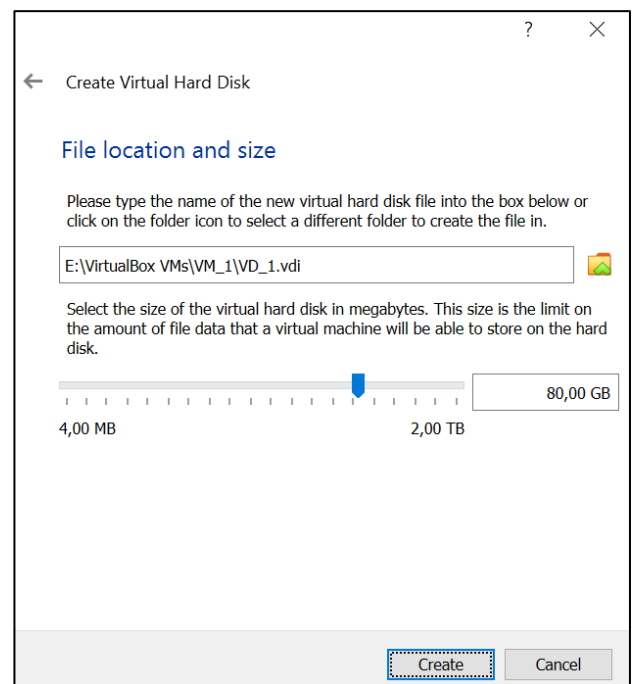 ?
Create Virtual Hard Disk
File location and size
Please type the name of the new virtual hard disk file into the box below or
click on the folder icon to select a different folder to create the file in.
E:\VirtualBox VMs\VM_1\VD_1.vdi
Select the size of the virtual hard disk in megabytes. This size is the limit on
the amount of file data that a virtual machine will be able to store on the hard
disk.
80,00 GB
4,00 MB 2,00 TB
Create Cancel